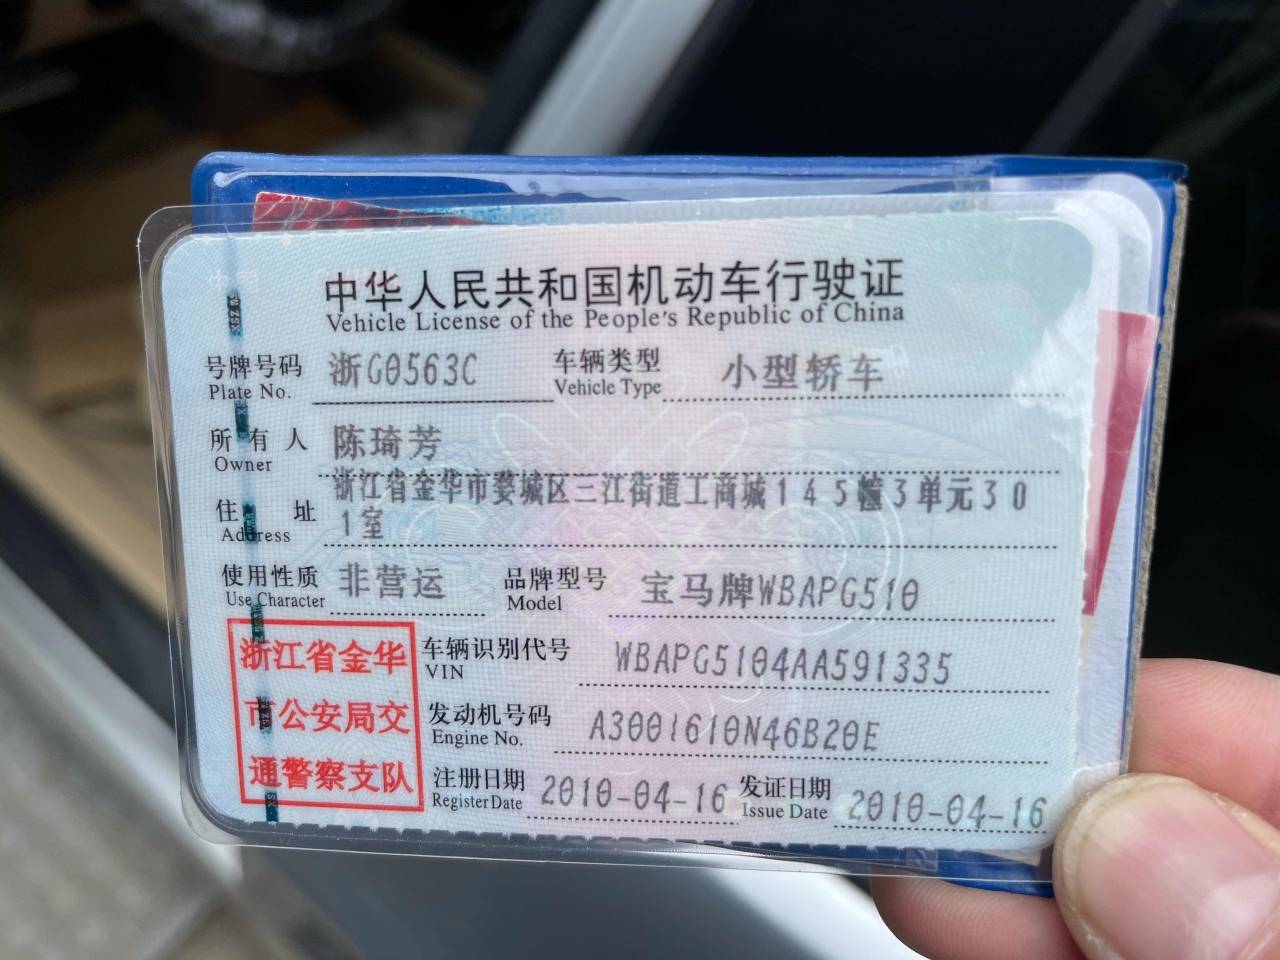 中华人民共和国机动车行驶证
Vehicle License of the People's Republic of China
号牌号码 浙G0563C 车辆类型 小型轿车
Plate No. Vehicle Type
所有人 陈琦芳
Owner
住址 浙江省金华市婺城区三江街道工商城145幢3单元30
1室
Address
使用性质 非营运 品牌型号 宝马牌WBAPG510
Use Character Model
浙江省金华
市公安局交
通警察支队
车辆识别代号 WBAPG5104AA591335
VIN
发动机号码 A3001610N46B20E
Engine No.
注册日期 2010-04-16 发证日期 2010-04-16
Register Date Issue Date